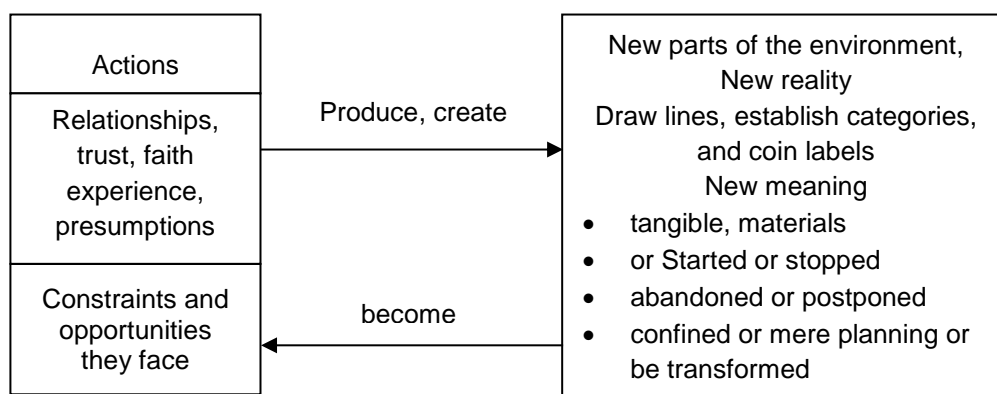 Actions
Relationships,
trust, faith
experience,
presumptions
Constraints and
opportunities
they face
Produce, create
become
New parts of the environment,
New reality
Draw lines, establish categories,
and coin labels
New meaning
• tangible, materials
• or Started or stopped
• abandoned or postponed
• confined or mere planning or
be transformed